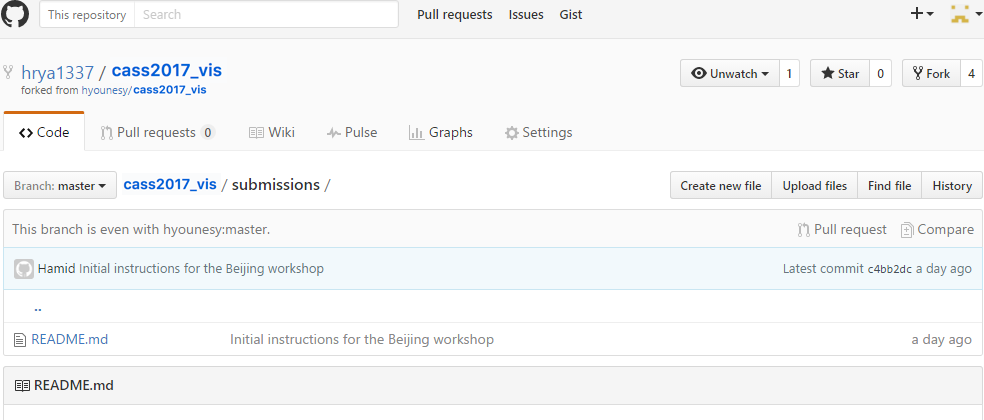 This repository Search Pull requests Issues Gist
hrya1337 / cass2017_vis Unwatch 1 Star 0 Fork 4
forked from hyounesy/cass2017_vis
Code Pull requests 0 Wiki Pulse Graphs Settings
Branch: master cass2017_vis / submissions / Create new file Upload files Find file History
This branch is even with hyounesy:master. Pull request Compare
Hamid Initial instructions for the Beijing workshop Latest commit c4bb2dc a day ago
..
README.md Initial instructions for the Beijing workshop a day ago
README.md